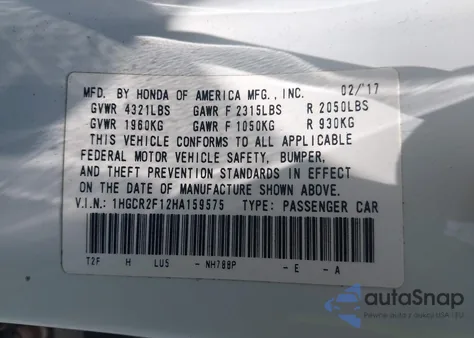 MFD. BY HONDA OF AMERICA MFG., INC. 02/17
GVWR 4321LBS GAWR F 2315LBS R 2050LBS
GVWR 1960KG GAWR F 1050KG R 930KG
THIS VEHICLE CONFORMS TO ALL APPLICABLE
FEDERAL MOTOR VEHICLE SAFETY, BUMPER,
AND THEFT PREVENTION STANDARDS IN EFFECT
ON THE DATE OF MANUFACTURE SHOWN ABOVE.
V.I.N.: 1HGCR2F12HA159575 TYPE: PASSENGER CAR
T2F H LU5 - NH788P - E - A
autoSnap